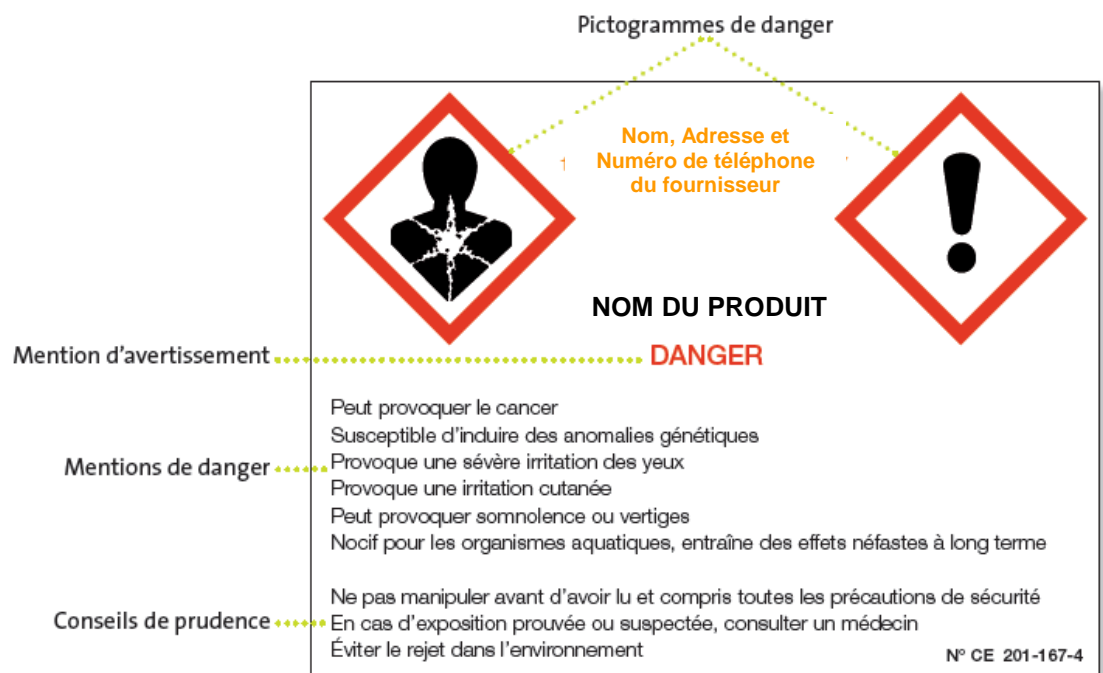 Pictogrammes de danger
Nom, Adresse et
Numéro de téléphone
du fournisseur
NOM DU PRODUIT
Mention d'avertissement
DANGER
Peut provoquer le cancer
Susceptible d'induire des anomalies génétiques
Mentions de danger
Provoque une sévère irritation des yeux
Provoque une irritation cutanée
Peut provoquer somnolence ou vertiges
Nocif pour les organismes aquatiques, entraîne des effets néfastes à long terme
Ne pas manipuler avant d'avoir lu et compris toutes les précautions de sécurité
Conseils de prudence
En cas d'exposition prouvée ou suspectée, consulter un médecin
Éviter le rejet dans l'environnement
N° CE 201-167-4